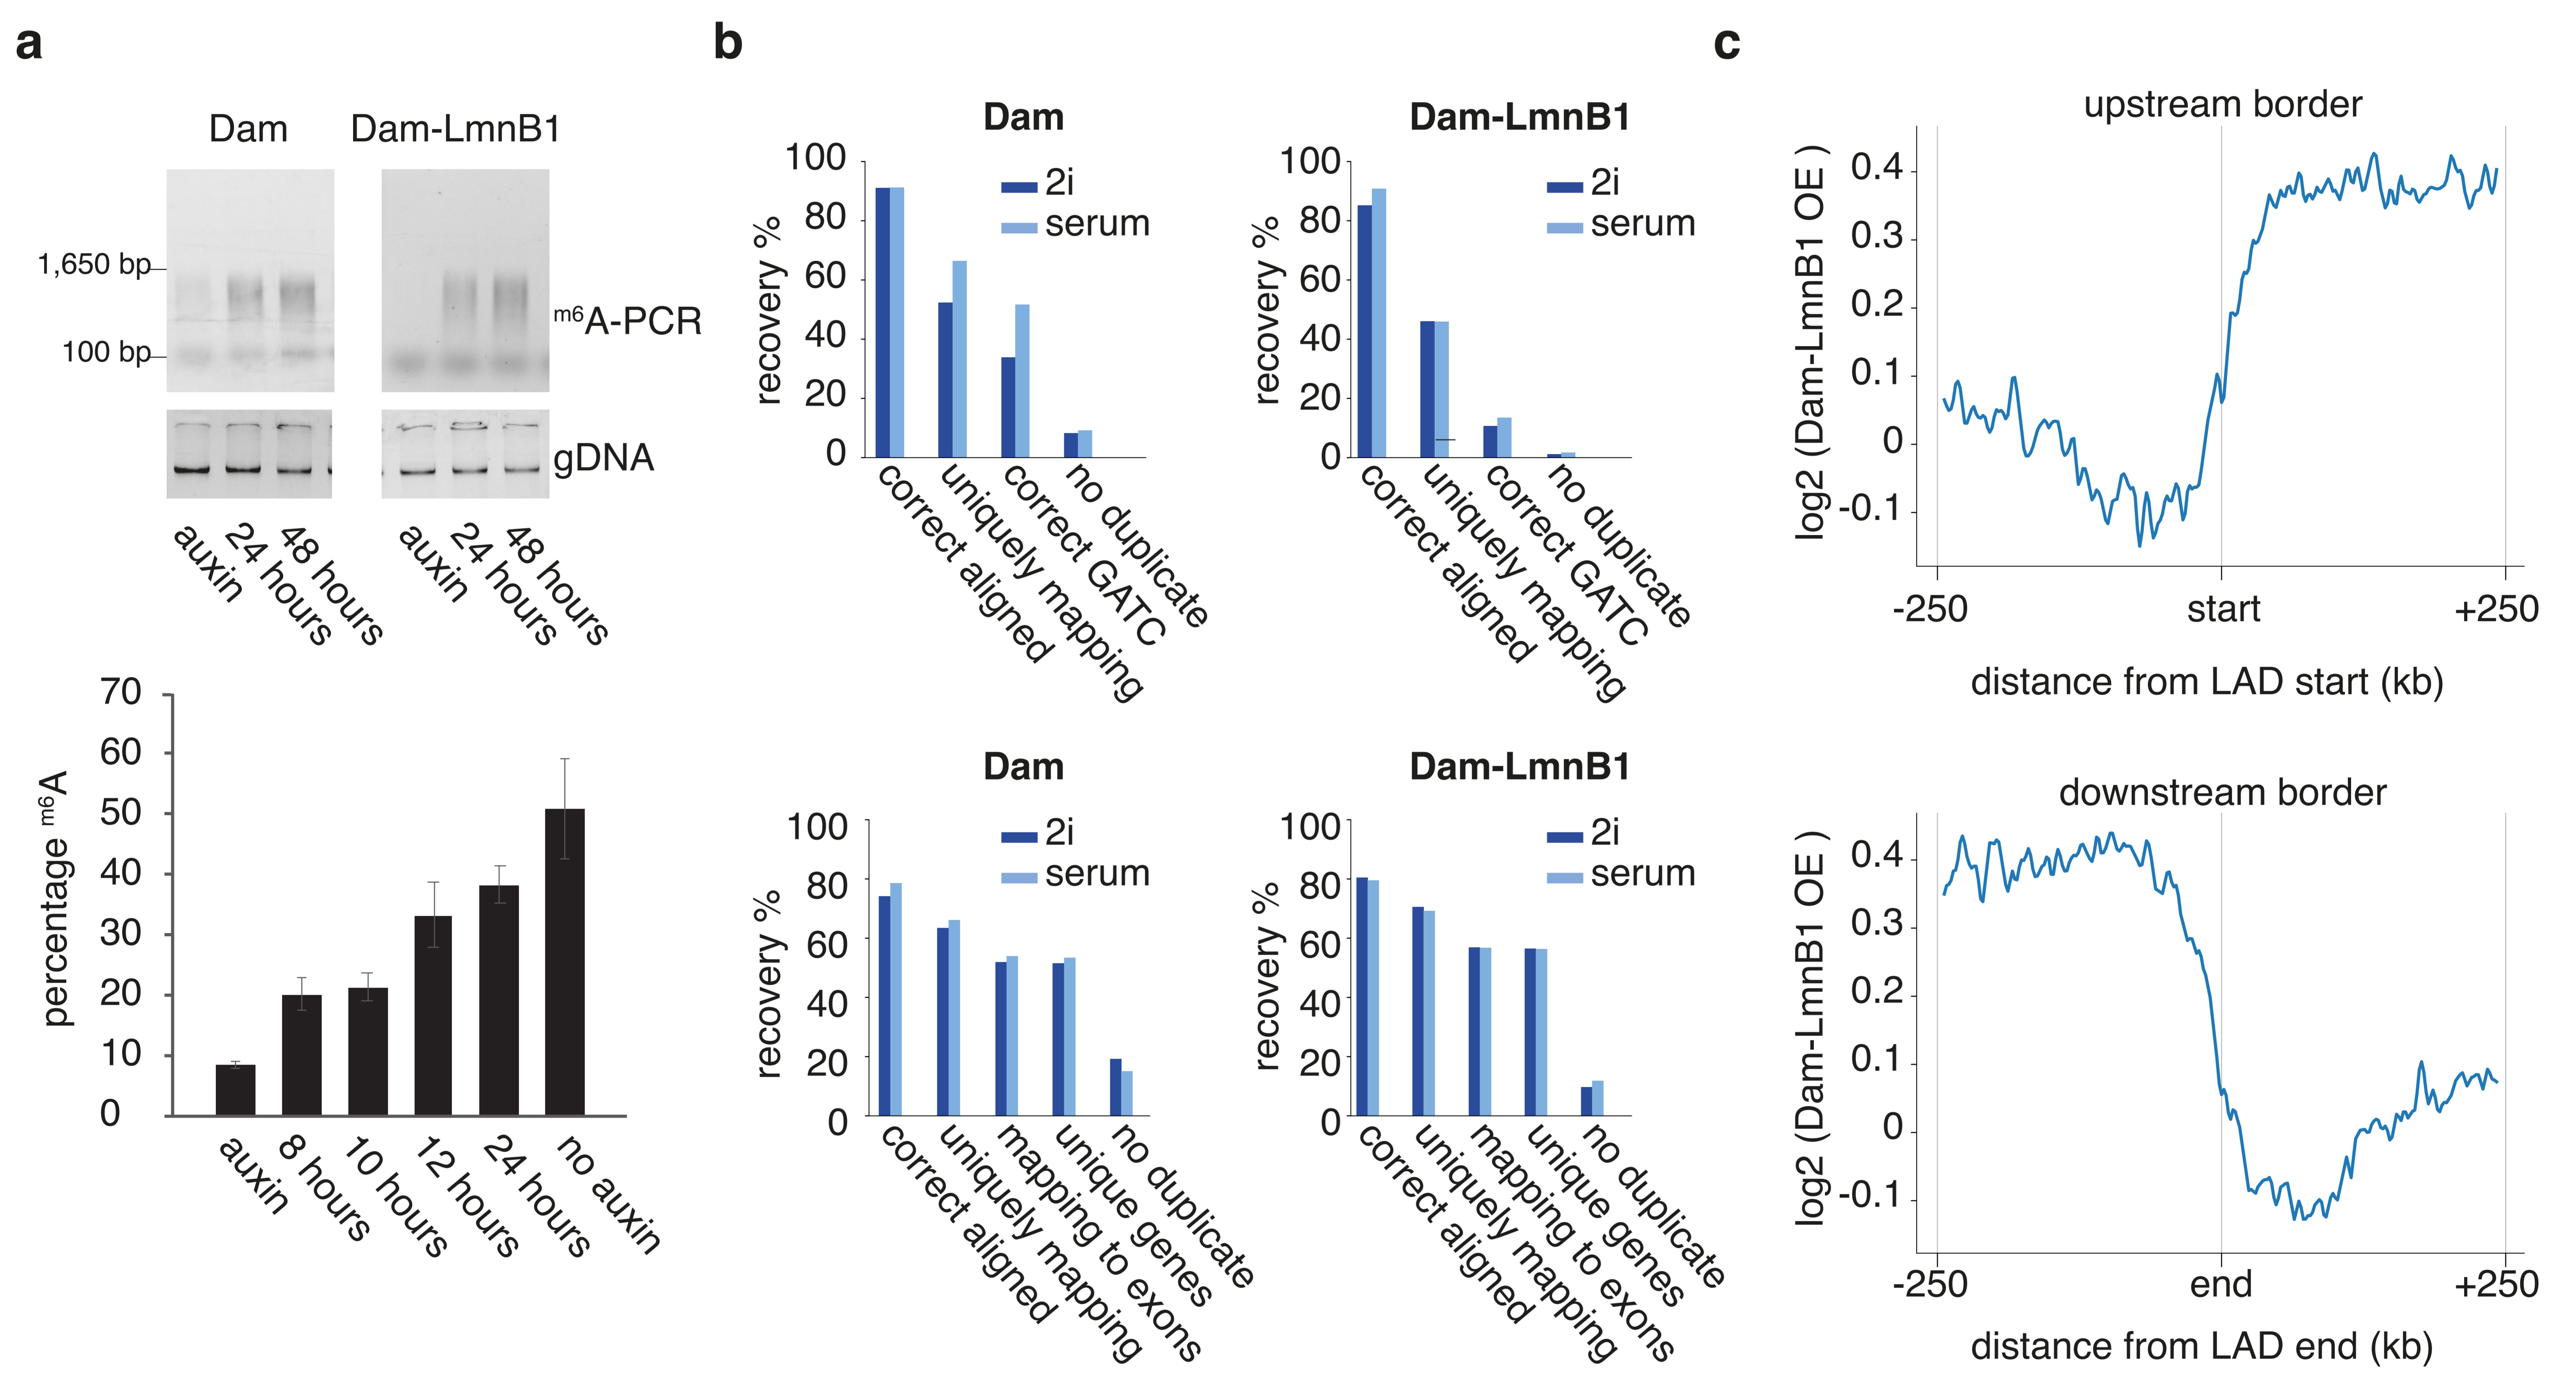 a
Dam
Dam-LmnB1
1,650 bp
100 bp
m6A-PCR
gDNA
auxin
24 hours
48 hours
auxin
24 hours
48 hours
percentage m6A
70
60
50
40
30
20
10
0
auxin
8 hours
10 hours
12 hours
24 hours
no auxin
b
Dam
recovery %
100
80
60
40
20
0
2i
serum
correct aligned
uniquely mapping
correct GATC
no duplicate
Dam-LmnB1
recovery %
100
80
60
40
20
0
2i
serum
correct aligned
uniquely mapping
correct GATC
no duplicate
Dam
recovery %
100
80
60
40
20
0
2i
serum
correct aligned
uniquely mapping
mapping to exons
unique genes
no duplicate
Dam-LmnB1
recovery %
100
80
60
40
20
0
2i
serum
correct aligned
uniquely mapping
mapping to exons
unique genes
no duplicate
c
upstream border
log2 (Dam-LmnB1 OE )
0.4
0.3
0.2
0.1
0
-0.1
-250
start
+250
distance from LAD start (kb)
downstream border
log2 (Dam-LmnB1 OE )
0.4
0.3
0.2
0.1
0
-0.1
-250
end
+250
distance from LAD end (kb)